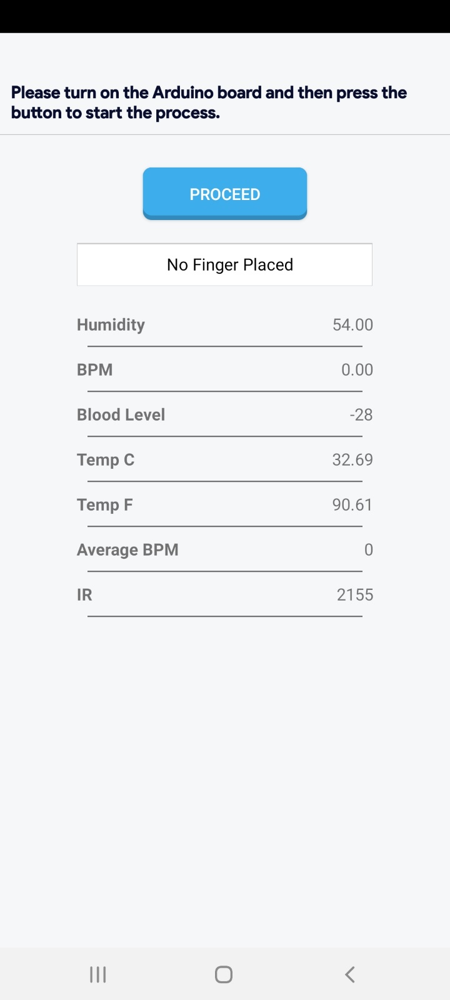 Please turn on the Arduino board and then press the
button to start the process.
PROCEED
No Finger Placed
Humidity 54.00
BPM 0.00
Blood Level -28
Temp C 32.69
Temp F 90.61
Average BPM 0
IR 2155